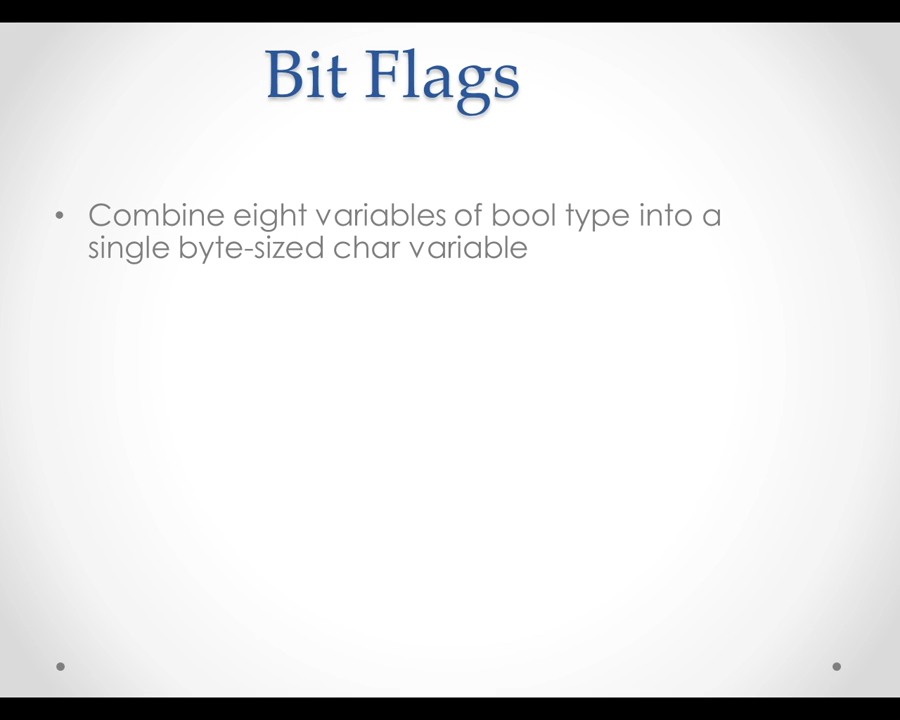 Bit Flags
• Combine eight variables of bool type into a
single byte-sized char variable